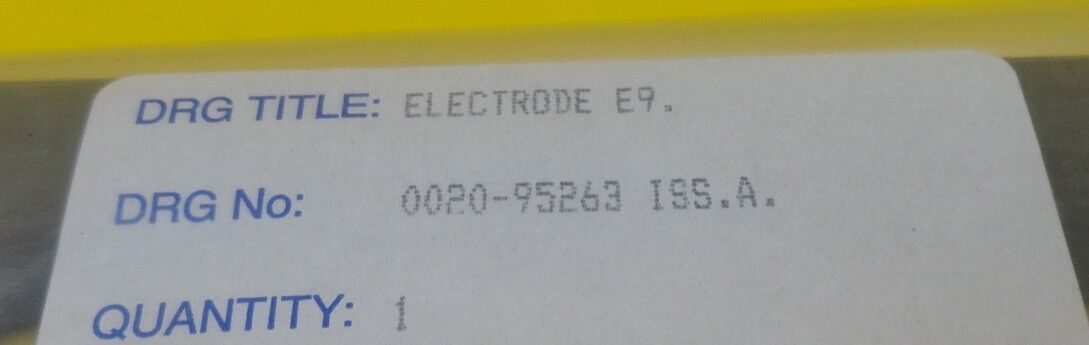 DRG TITLE: ELECTRODE E9.
DRG No: 0020-95263 ISS.A.
QUANTITY: 1